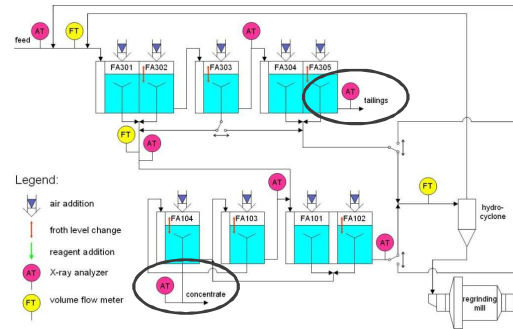 AT FT AT
feed
FA301 FA302 FA303 FA304 FA305
AT
tailings
FT AT
Legend:
air addition
froth level change
reagent addition
AT X-ray analyzer
FT volume flow meter
FA104 FA103 FA101 FA102
AT
AT
concentrate
FT
hydro-
cyclone
regrinding
mill